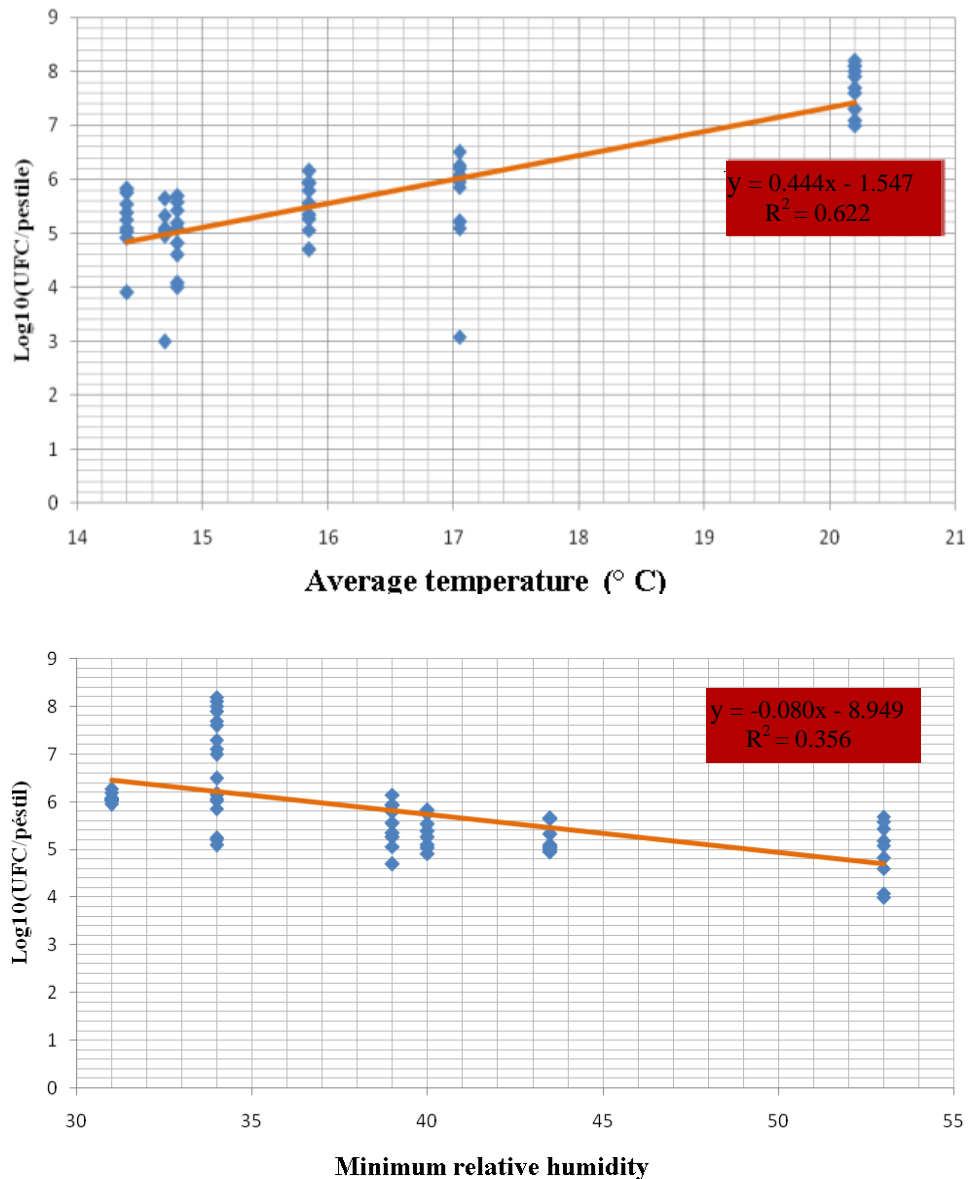 9
8
7
6
5
4
3
2
1
0
Log10(UFC/pestile)
y = 0.444x - 1.547
R² = 0.622
14 15 16 17 18 19 20 21
Average temperature (° C)
9
8
7
6
5
4
3
2
1
0
Log10(UFC/péstil)
y = -0.080x - 8.949
R² = 0.356
30 35 40 45 50 55
Minimum relative humidity